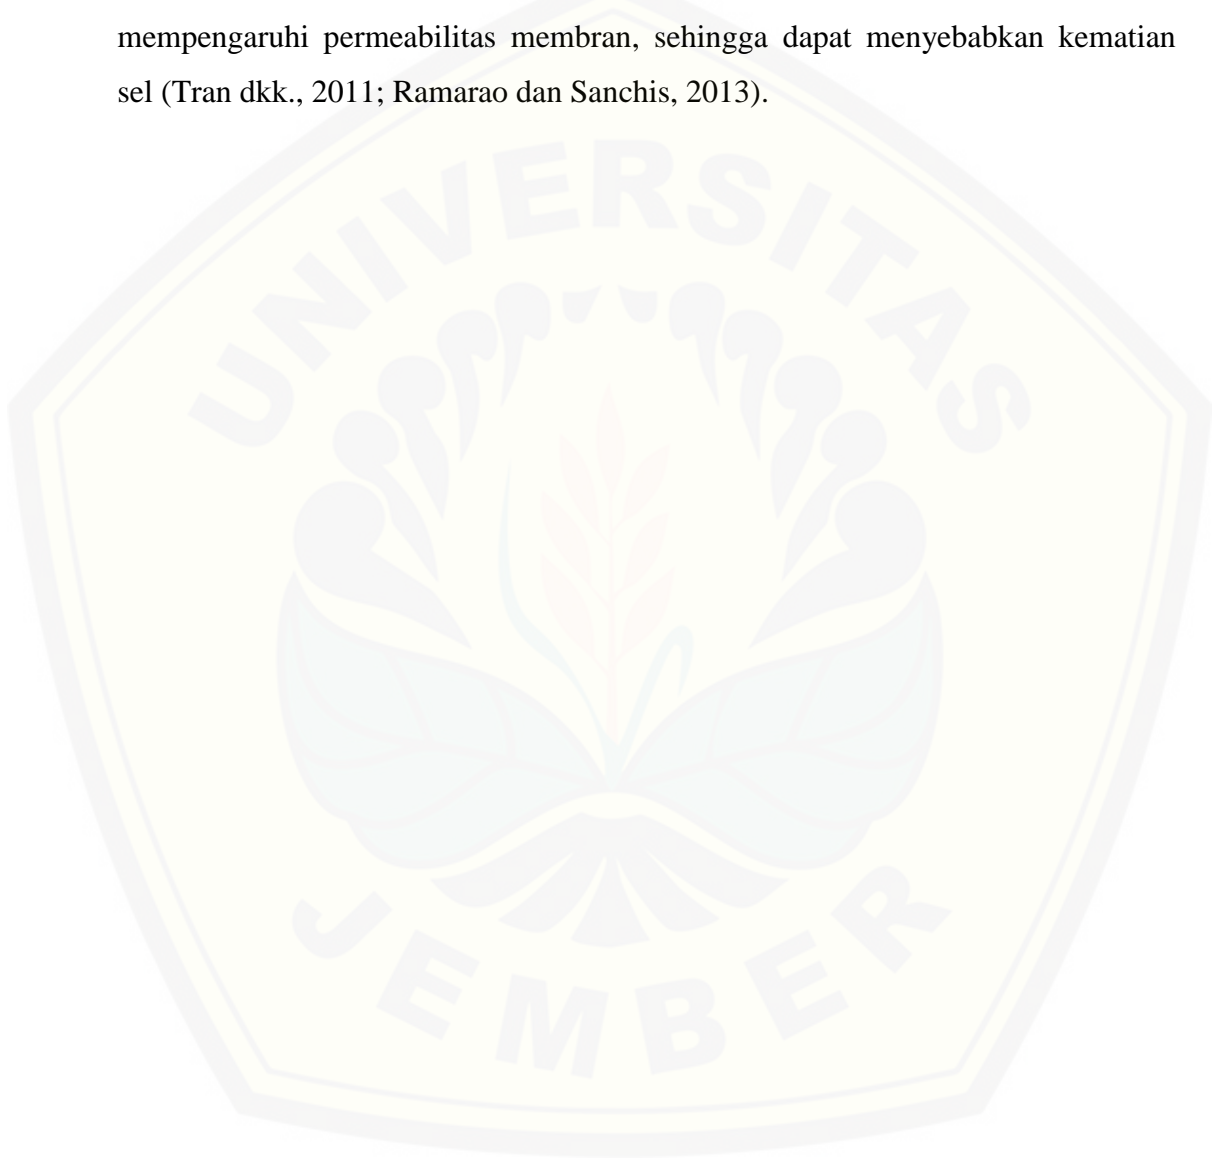 mempengaruhi permeabilitas membran, sehingga dapat menyebabkan kematian
sel (Tran dkk., 2011; Ramarao dan Sanchis, 2013).
UNIVERSITAS
JEMBER